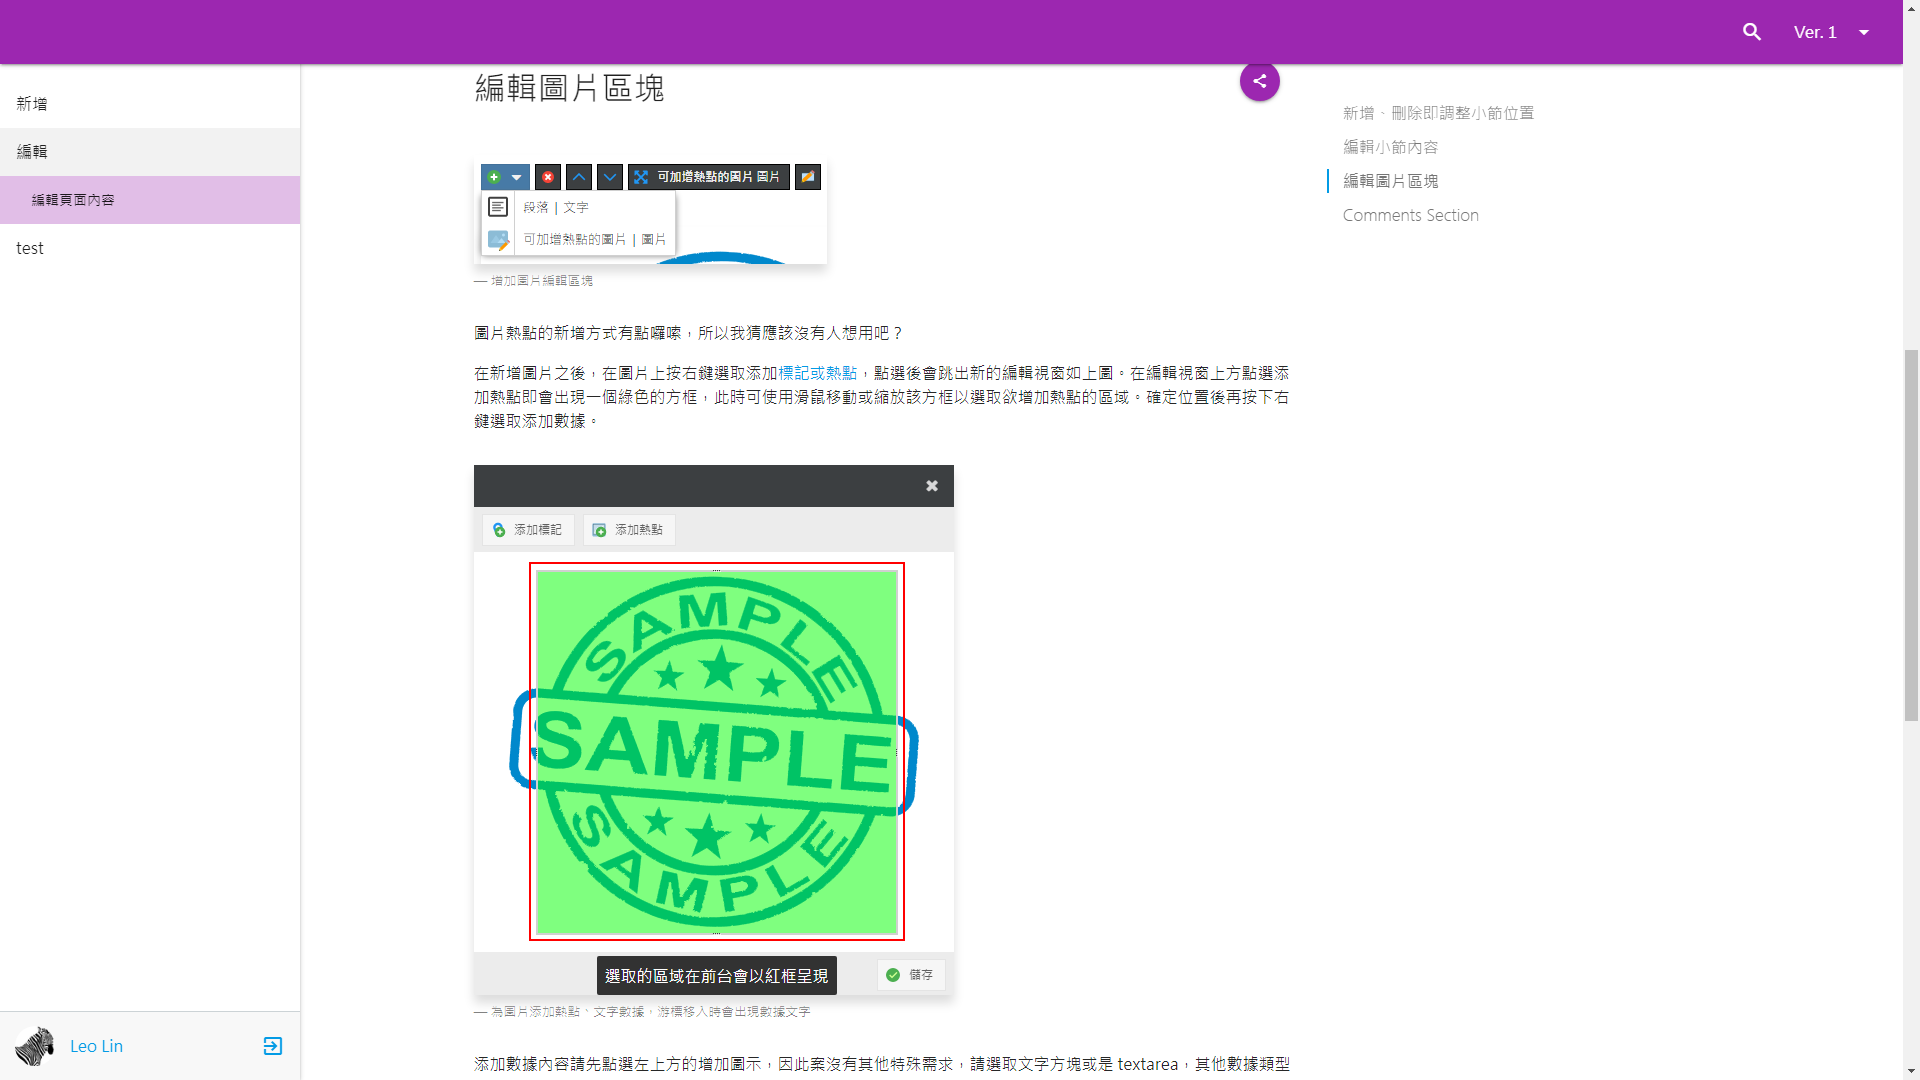 Ver. 1
新增
編輯
編輯頁面內容
test
Leo Lin
編輯圖片區塊
可加增熱點的圖片 圖片
段落 | 文字
可加增熱點的圖片 | 圖片
— 增加圖片編輯區塊
圖片熱點的新增方式有點囉嗦，所以我猜應該沒有人想用吧？
在新增圖片之後，在圖片上按右鍵選取添加標記或熱點，點選後會跳出新的編輯視窗如上圖。在編輯視窗上方點選添
加熱點即會出現一個綠色的方框，此時可使用滑鼠移動或縮放該方框以選取欲增加熱點的區域。確定位置後再按下右
鍵選取添加數據。
添加標記
添加熱點
SAMPLE
SAMPLE
SAMPLE
選取的區域在前台會以紅框呈現
儲存
— 為圖片添加熱點、文字數據，游標移入時會出現數據文字
添加數據內容請先點選左上方的增加圖示，因此案沒有其他特殊需求，請選取文字方塊或是 textarea，其他數據類型
新增、刪除即調整小節位置
編輯小節內容
編輯圖片區塊
Comments Section